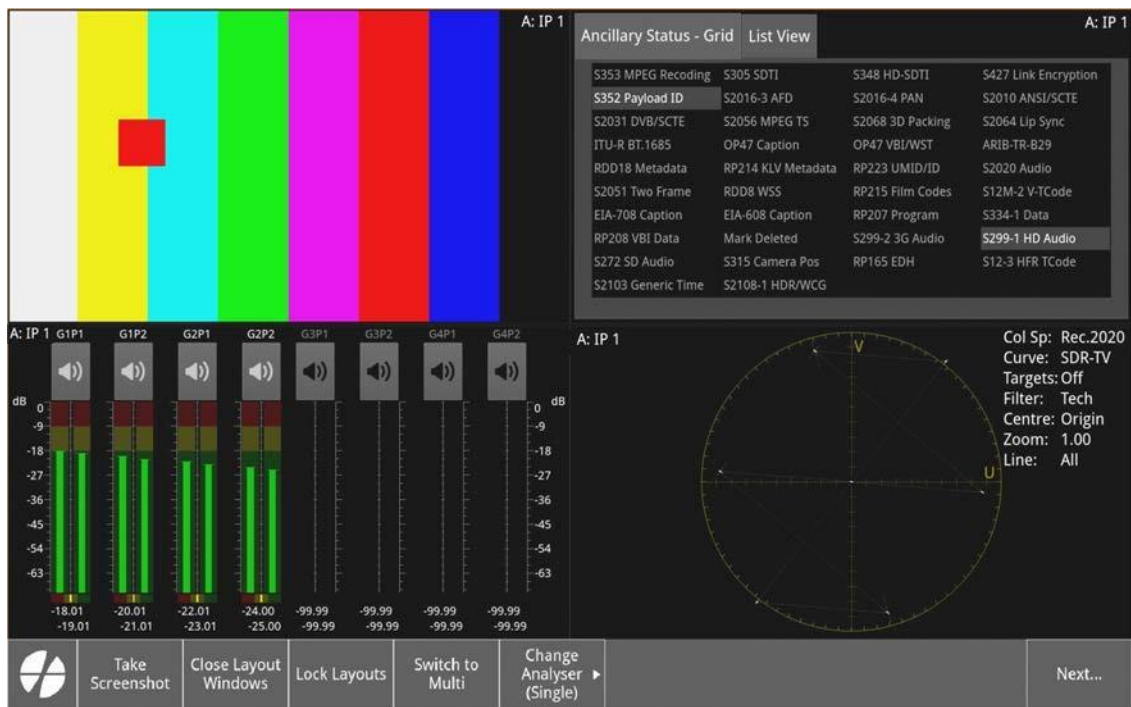 A: IP 1
Ancillary Status - Grid List View A: IP 1
S353 MPEG Recoding S305 SDTI S348 HD-SDTI S427 Link Encryption
S352 Payload ID S2016-3 AFD S2016-4 PAN S2010 ANSI/SCTE
S2031 DVB/SCTE S2056 MPEG TS S2068 3D Packing S2064 Lip Sync
ITU-R BT.1685 OP47 Caption OP47 VBI/WST ARIB-TR-B29
RDD18 Metadata RP214 KLV Metadata RP223 UMID/ID S2020 Audio
S2051 Two Frame RDD8 WSS RP215 Film Codes S12M-2 V-TCode
EIA-708 Caption EIA-608 Caption RP207 Program S334-1 Data
RP208 VBI Data Mark Deleted S299-2 3G Audio S299-1 HD Audio
S272 SD Audio S315 Camera Pos RP165 EDH S12-3 HFR TCode
S2103 Generic Time S2108-1 HDR/WCG
A: IP 1 G1P1 G1P2 G2P1 G2P2 G3P1 G3P2 G4P1 G4P2
dB dB
0 0
-9 -9
-18 -18
-27 -27
-36 -36
-45 -45
-54 -54
-63 -63
-18.01 -20.01 -22.01 -24.00 -99.99 -99.99 -99.99 -99.99
-19.01 -21.01 -23.01 -25.00 -99.99 -99.99 -99.99 -99.99
A: IP 1
V
U
Col Sp: Rec.2020
Curve: SDR-TV
Targets: Off
Filter: Tech
Centre: Origin
Zoom: 1.00
Line: All
Take
Screenshot
Close Layout
Windows
Lock Layouts
Switch to
Multi
Change
Analyser
(Single)
Next...